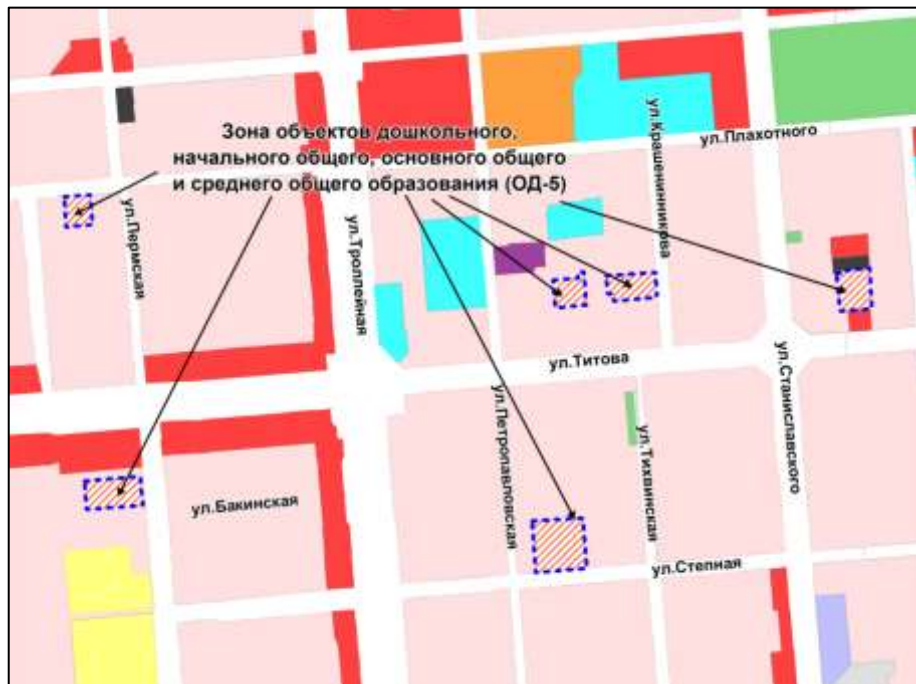 Зона объектов дошкольного,
начального общего, основного общего
и среднего общего образования (ОД-5)
ул.Плахотного
ул.Крашенинникова
ул.Пермская
ул.Троллейная
ул.Титова
ул.Станиславского
ул.Петропавловская
ул.Тихвинская
ул.Бакинская
ул.Степная